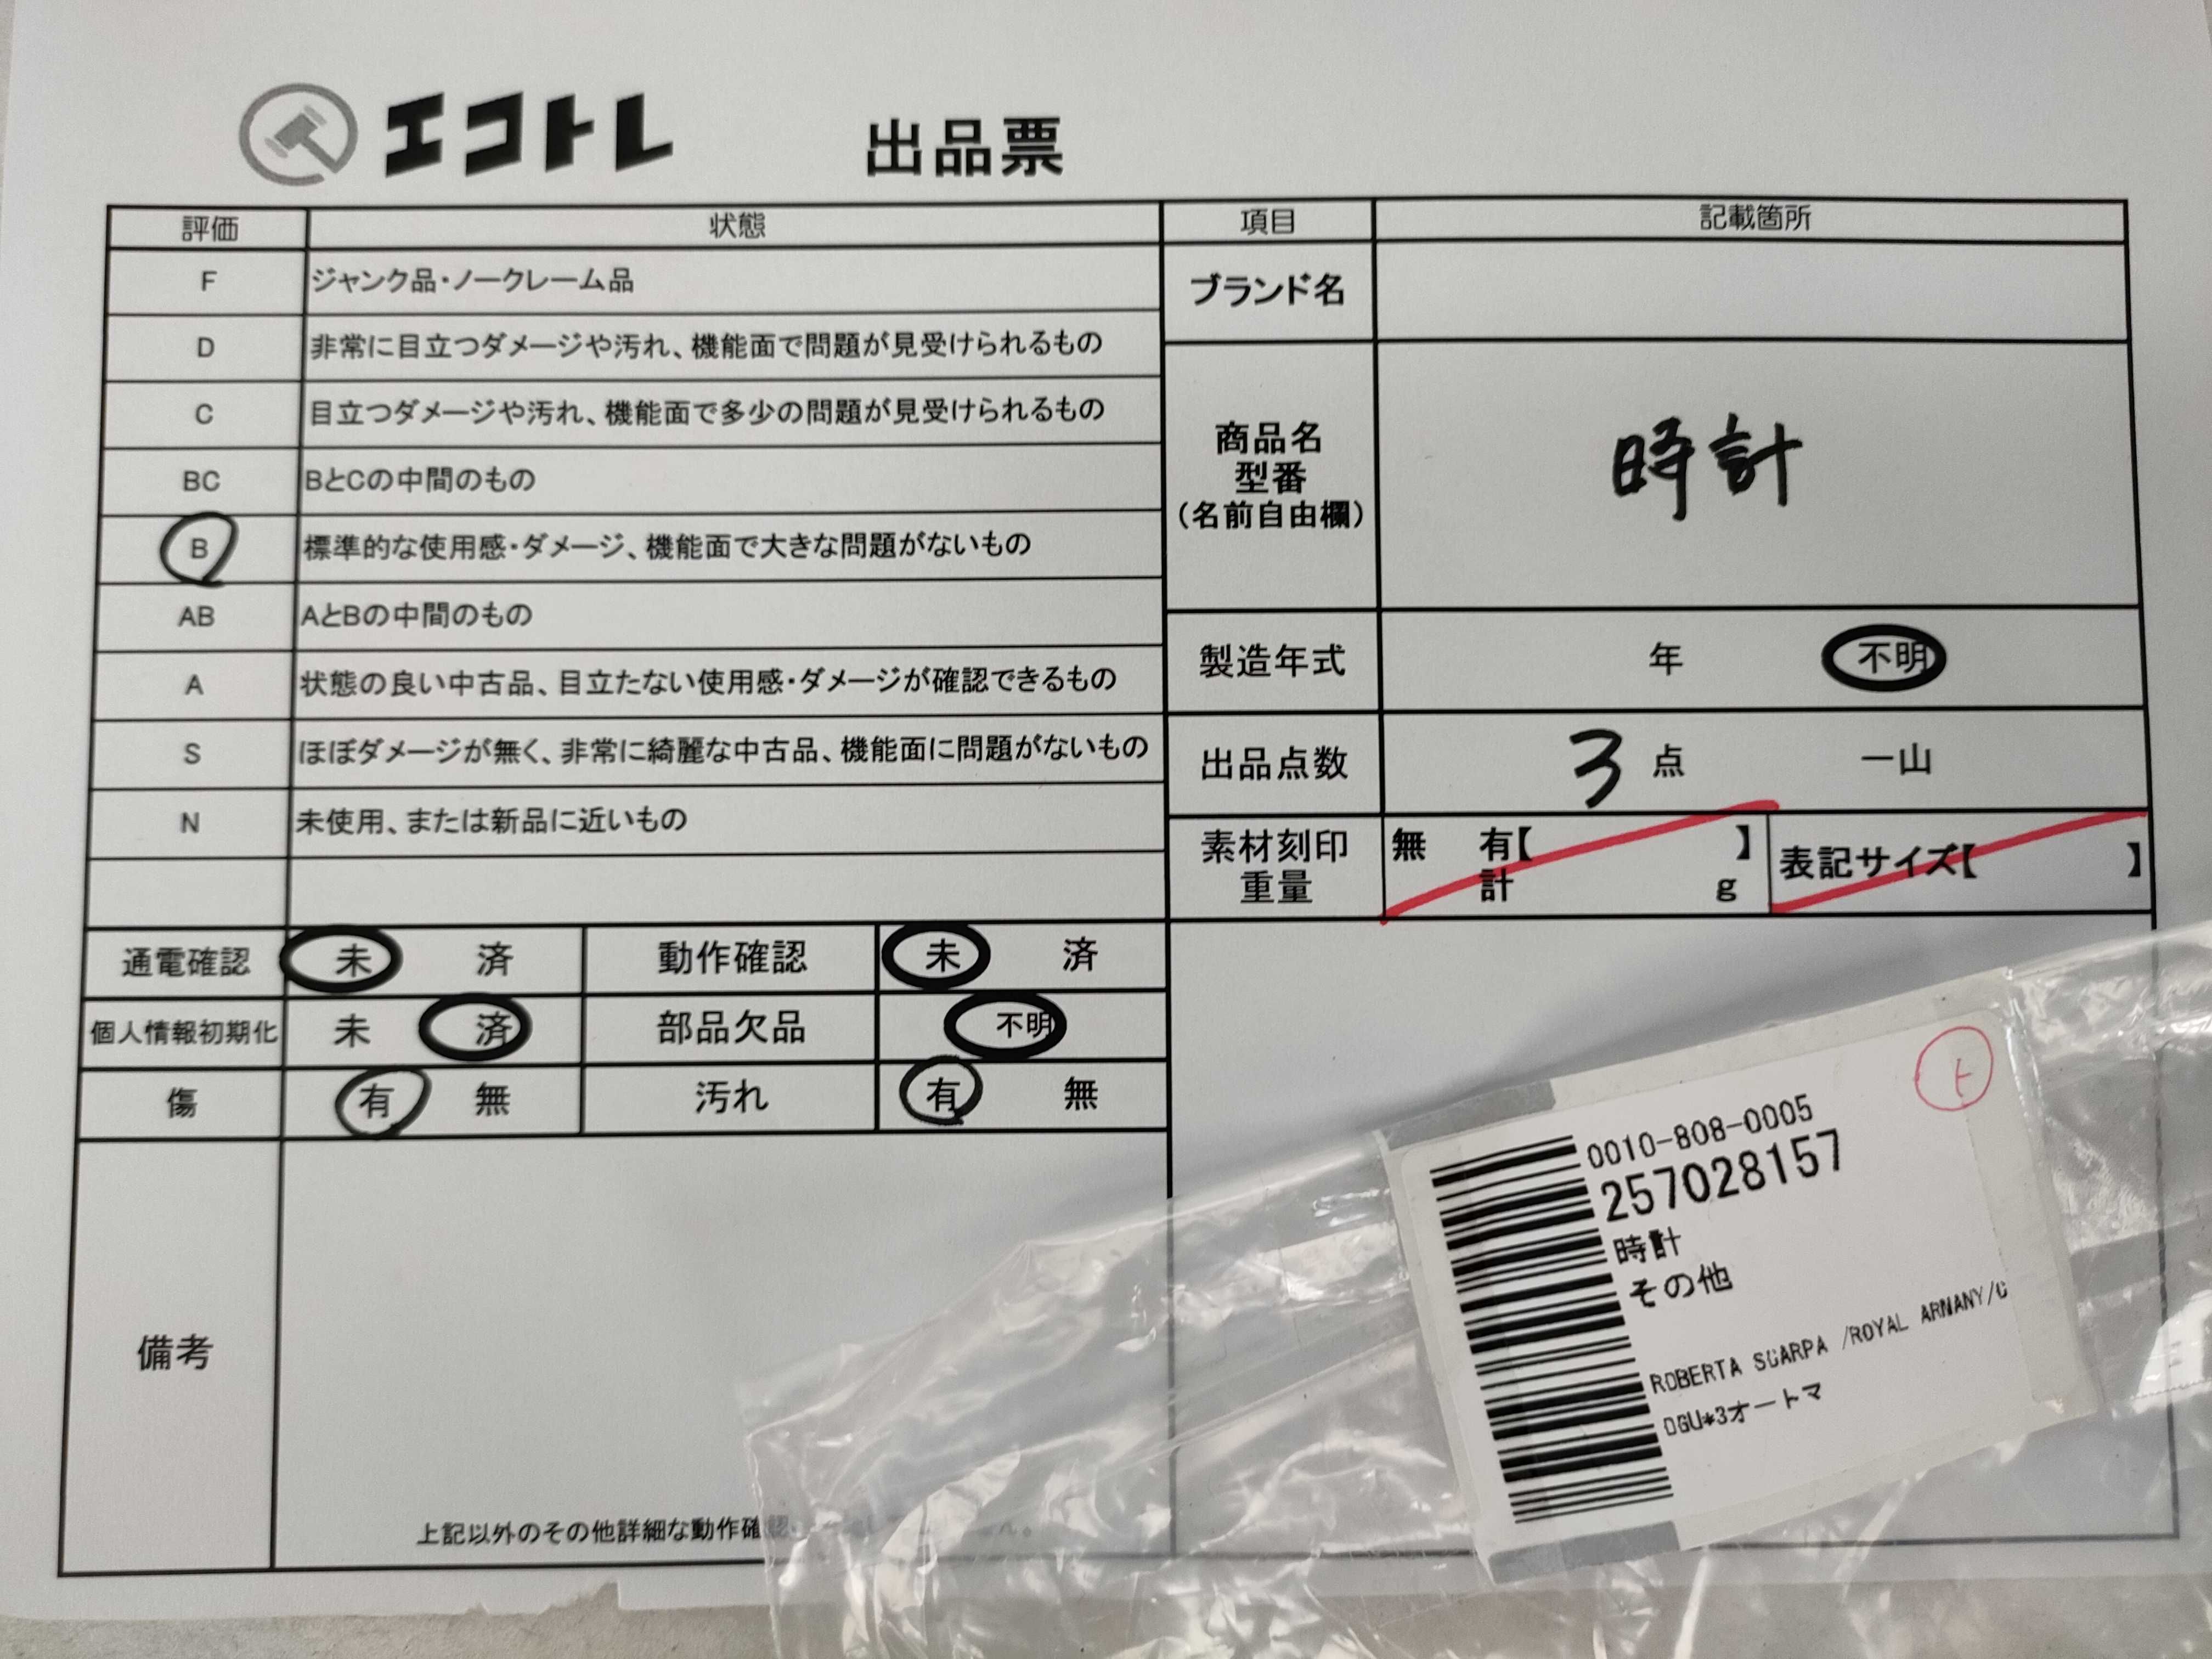 エコトレ 出品票
評価 状態 項目 記載箇所
F ジャンク品・ノークレーム品
ブランド名
D 非常に目立つダメージや汚れ、機能面で問題が見受けられるもの
C 目立つダメージや汚れ、機能面で多少の問題が見受けられるもの
商品名
型番
(名前自由欄)
時計
BC BとCの中間のもの
B 標準的な使用感・ダメージ、機能面で大きな問題がないもの
AB AとBの中間のもの
製造年式 年 不明
A 状態の良い中古品、目立たない使用感・ダメージが確認できるもの
S ほぼダメージが無く、非常に綺麗な中古品、機能面に問題がないもの
出品点数 3 点 一山
N 未使用、または新品に近いもの
素材刻印
重量
無 有【 】
計 g
表記サイズ【 】
通電確認 未 済 動作確認 未 済
個人情報初期化 未 済 部品欠品 不明
傷 有 無 汚れ 有 無
備考
上記以外のその他詳細な動作確
ト
0010-808-0005
257028157
時計
その他
ROBERTA SCARPA /ROYAL ARNANY/U
DGU*3オートマ